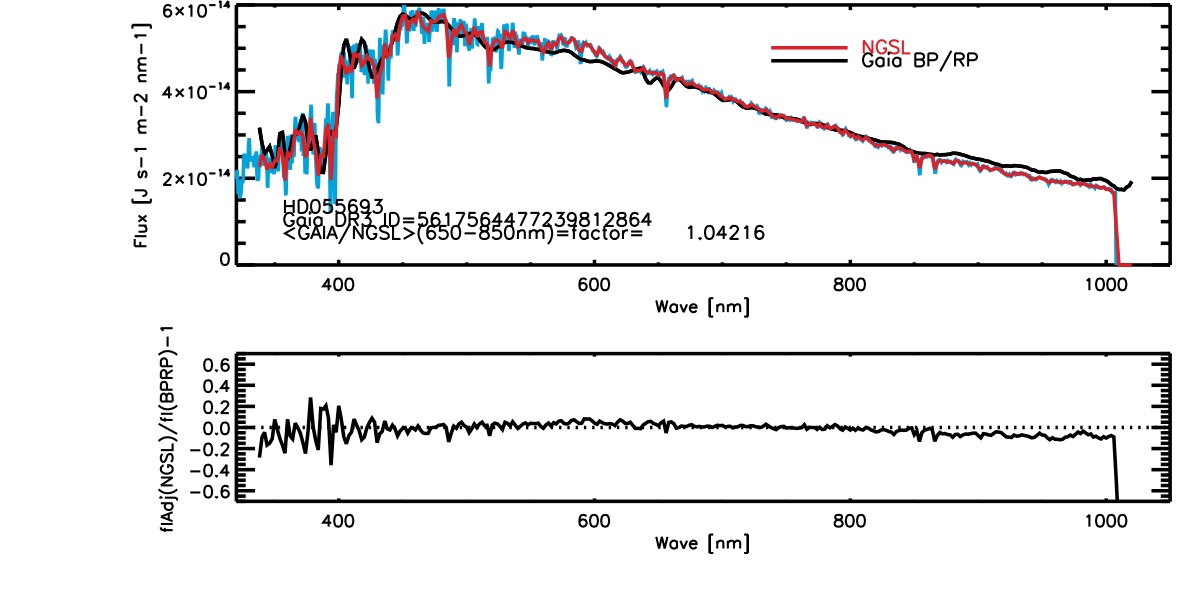 6×10⁻¹⁴
4×10⁻¹⁴
2×10⁻¹⁴
0
Flux [J s−1 m−2 nm−1]
NGSL
Gaia BP/RP
HD055693
Gaia DR3 ID=5617564477239812864
<GAIA/NGSL>(650−850nm)=factor= 1.04216
400 600 800 1000
Wave [nm]
flAdj(NGSL)/fl(BPRP)−1
0.6
0.4
0.2
0.0
−0.2
−0.4
−0.6
400 600 800 1000
Wave [nm]